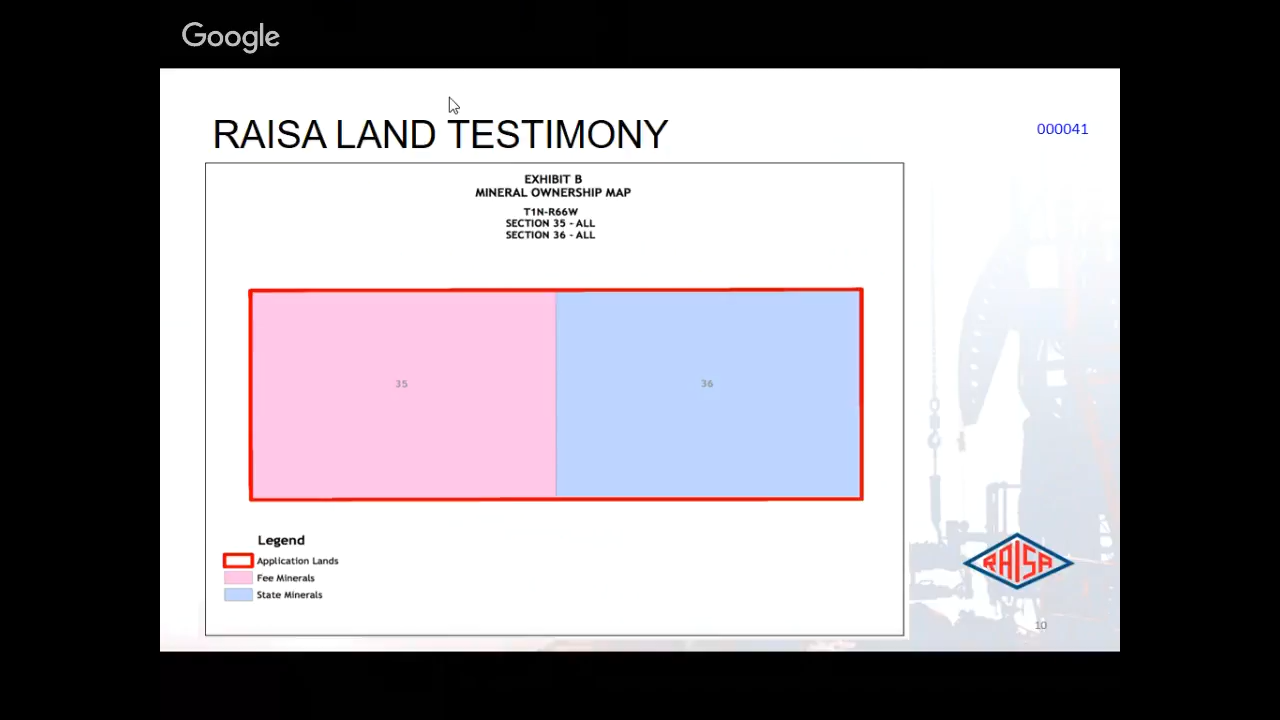 Google
RAISA LAND TESTIMONY
000041
EXHIBIT B
MINERAL OWNERSHIP MAP
T1N-R66W
SECTION 35 - ALL
SECTION 36 - ALL
35
36
Legend
Application Lands
Fee Minerals
State Minerals
RAISA
10